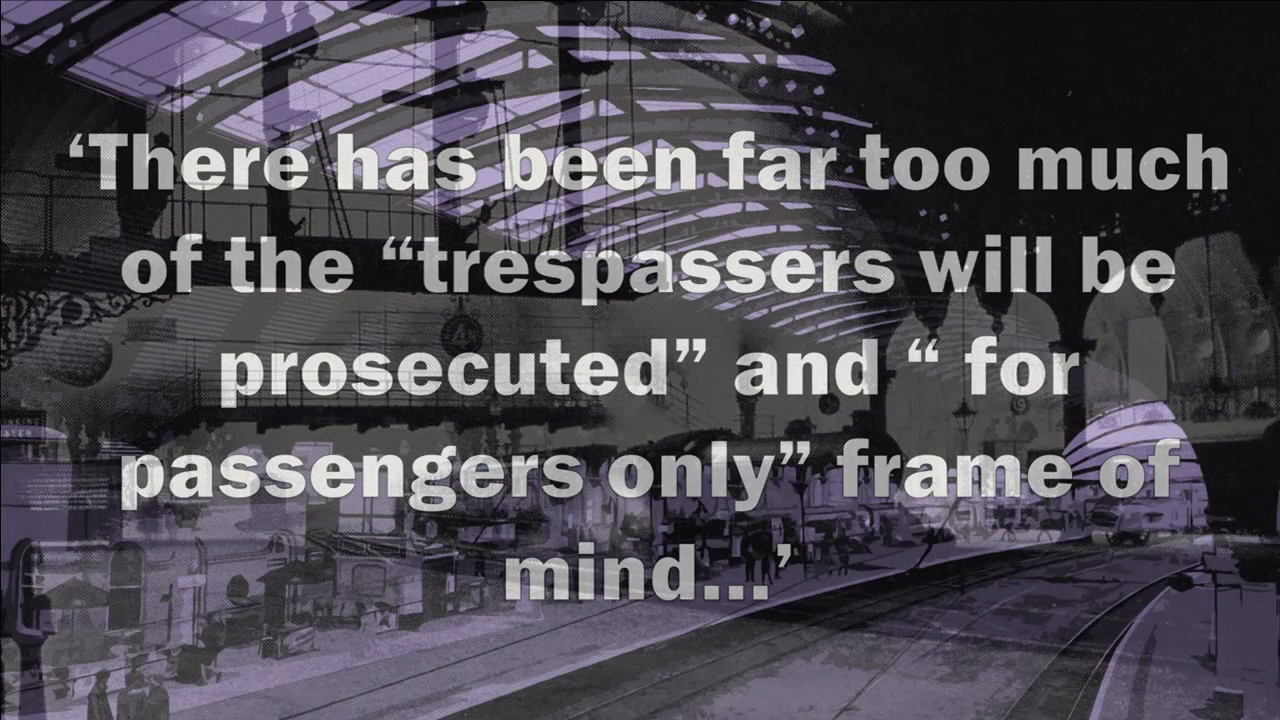 ‘There has been far too much
of the “trespassers will be
prosecuted” and “ for
passengers only” frame of
mind...’
4